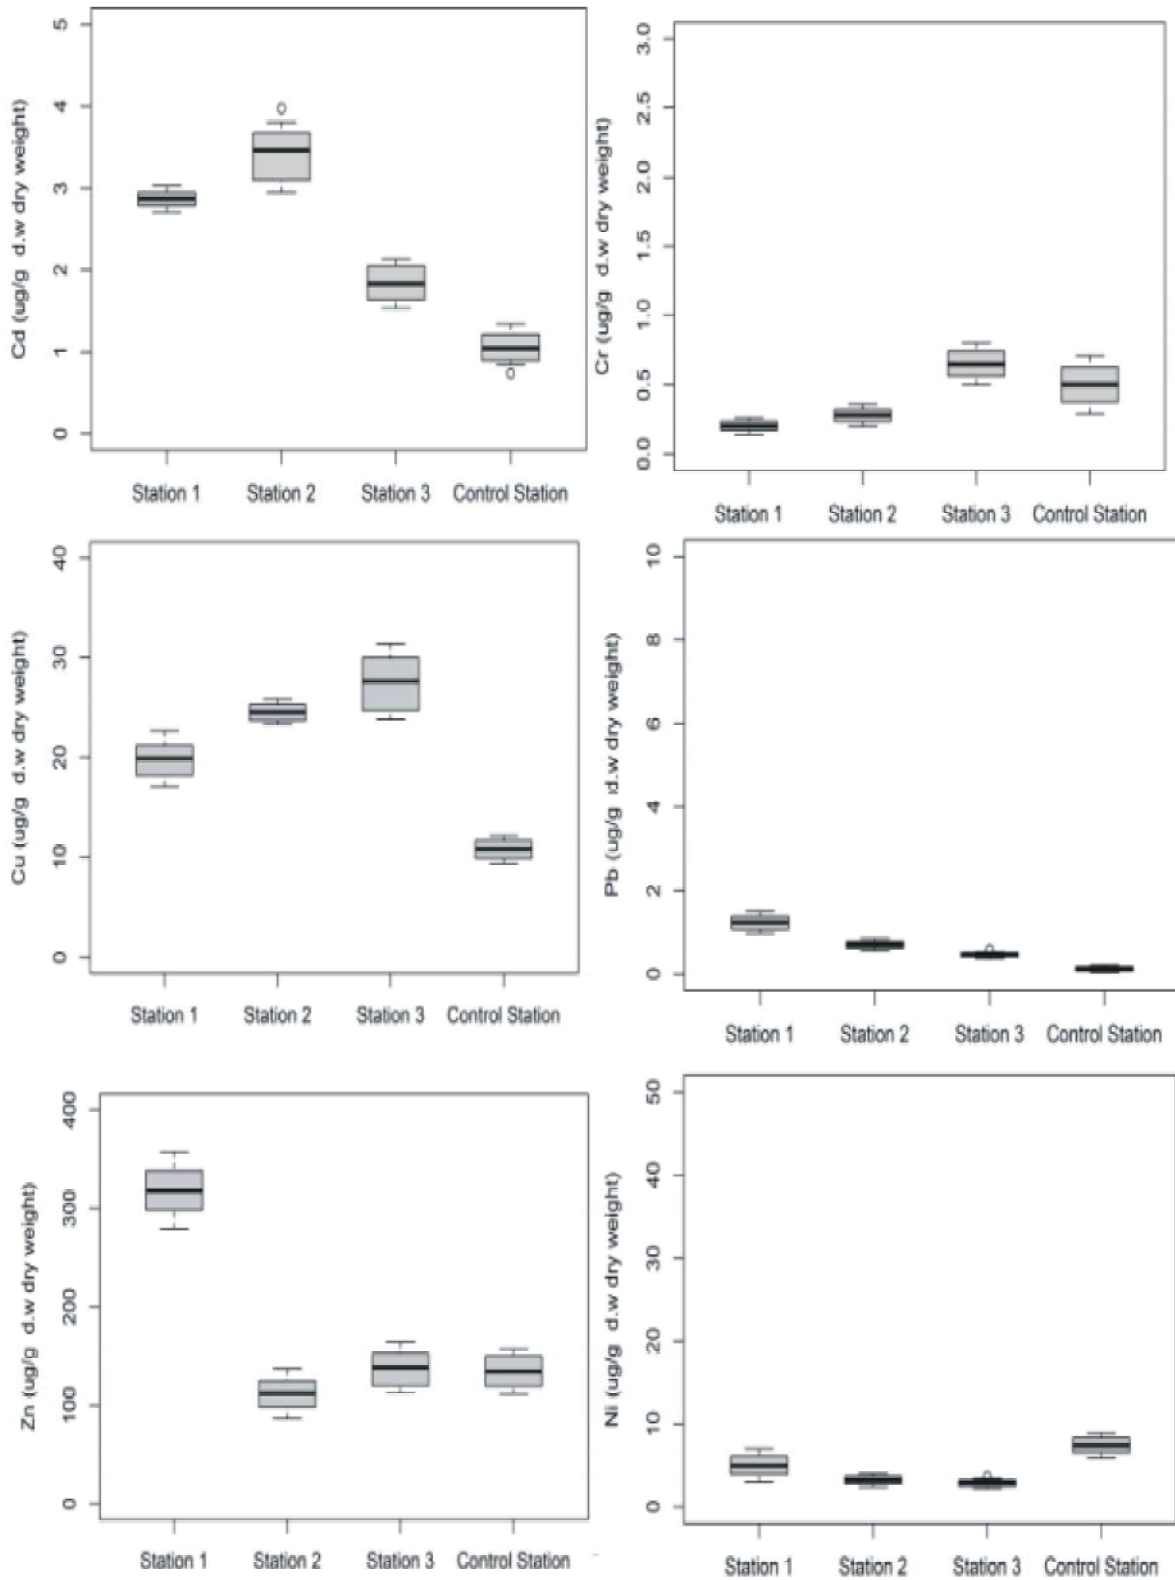 Cd (ug/g d.w dry weight)
5
4
3
2
1
0
Station 1 Station 2 Station 3 Control Station
Cr (ug/g d.w dry weight)
3.0
2.5
2.0
1.5
1.0
0.5
0.0
Station 1 Station 2 Station 3 Control Station
Cu (ug/g d.w dry weight)
40
30
20
10
0
Station 1 Station 2 Station 3 Control Station
Pb (ug/g d.w dry weight)
10
8
6
4
2
0
Station 1 Station 2 Station 3 Control Station
Zn (ug/g d.w dry weight)
400
300
200
100
0
Station 1 Station 2 Station 3 Control Station
Ni (ug/g d.w dry weight)
50
40
30
20
10
0
Station 1 Station 2 Station 3 Control Station